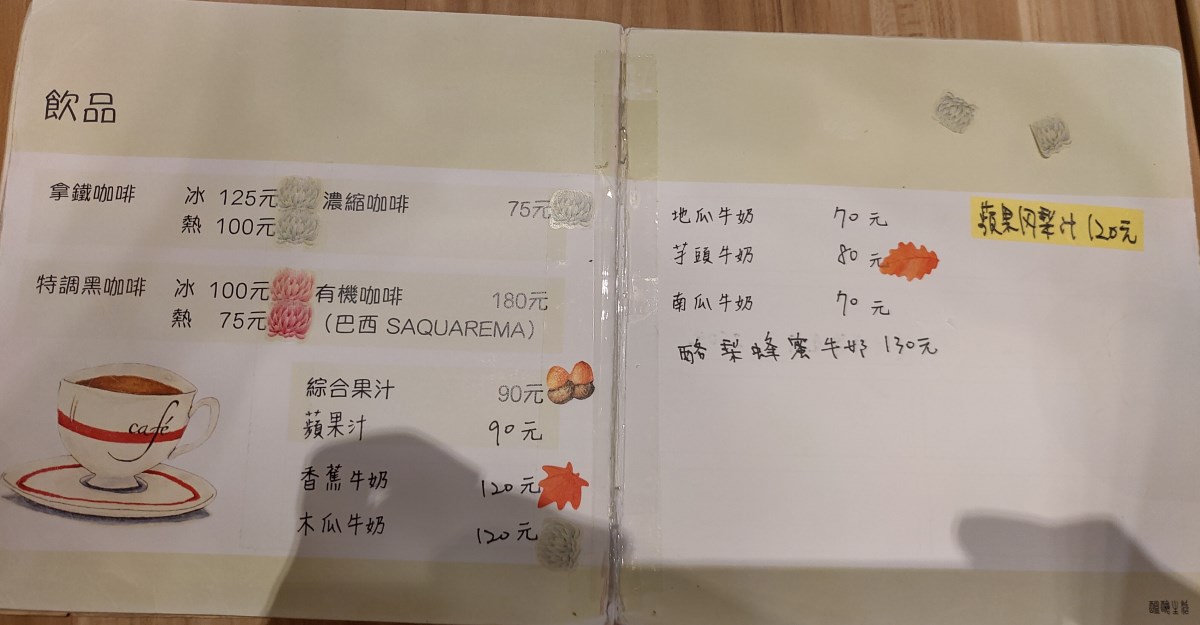 飲品
拿鐵咖啡 冰 125元
熱 100元
濃縮咖啡 75元
特調黑咖啡 冰 100元
熱 75元
有機咖啡 180元
（巴西 SAQUAREMA）
綜合果汁 90元
蘋果汁 90元
香蕉牛奶 120元
木瓜牛奶 120元
café
地瓜牛奶 70元
芋頭牛奶 80元
南瓜牛奶 70元
酪梨蜂蜜牛奶 130元
蘋果冈梨汁 120元